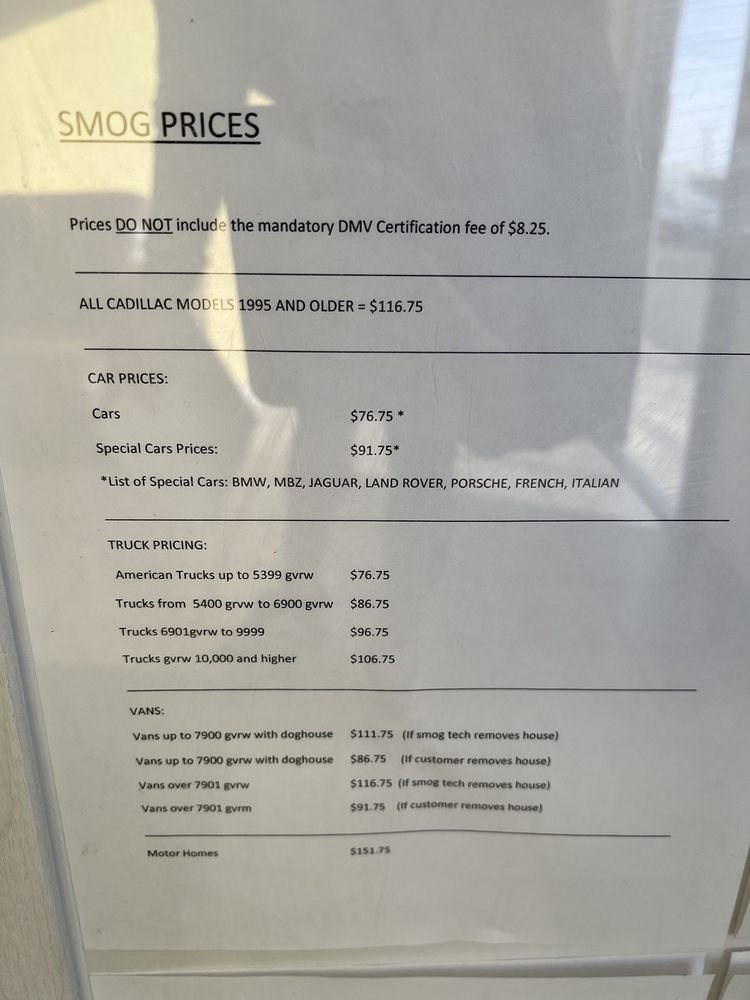 SMOG PRICES
Prices DO NOT include the mandatory DMV Certification fee of $8.25.
ALL CADILLAC MODELS 1995 AND OLDER = $116.75
CAR PRICES:
Cars $76.75 *
Special Cars Prices: $91.75*
*List of Special Cars: BMW, MBZ, JAGUAR, LAND ROVER, PORSCHE, FRENCH, ITALIAN
TRUCK PRICING:
American Trucks up to 5399 gvrw $76.75
Trucks from 5400 grvw to 6900 gvrw $86.75
Trucks 6901gvrw to 9999 $96.75
Trucks gvrw 10,000 and higher $106.75
VANS:
Vans up to 7900 gvrw with doghouse $111.75 (If smog tech removes house)
Vans up to 7900 gvrw with doghouse $86.75 (If customer removes house)
Vans over 7901 gvrw $116.75 (If smog tech removes house)
Vans over 7901 gvrm $91.75 (If customer removes house)
Motor Homes $151.75